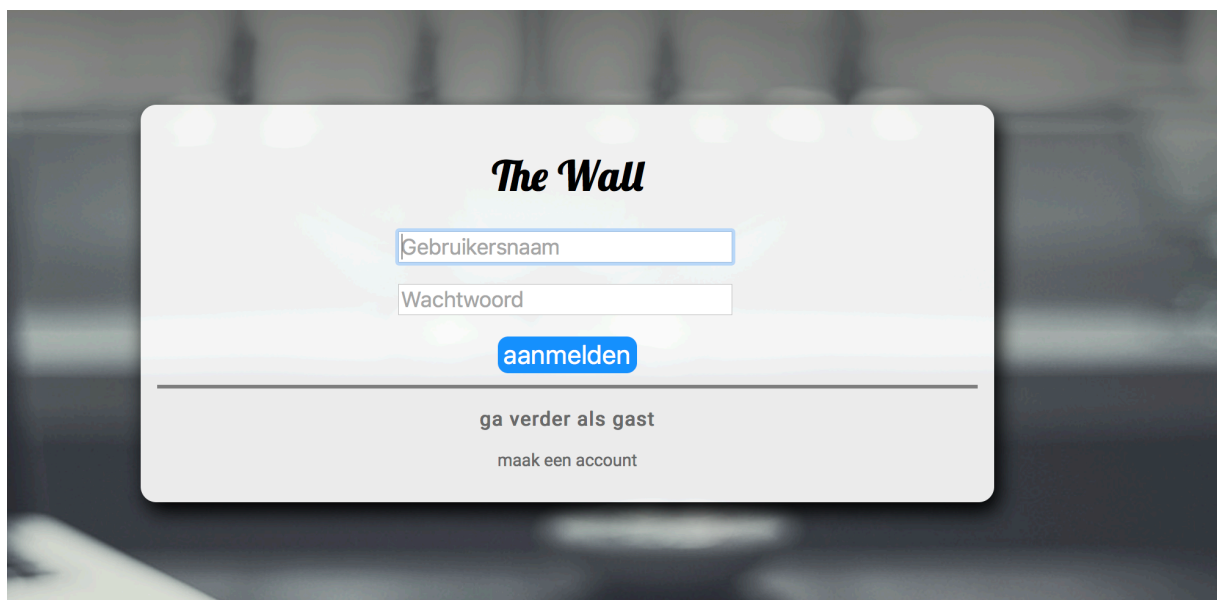 The Wall
Gebruikersnaam
Wachtwoord
aanmelden
ga verder als gast
maak een account